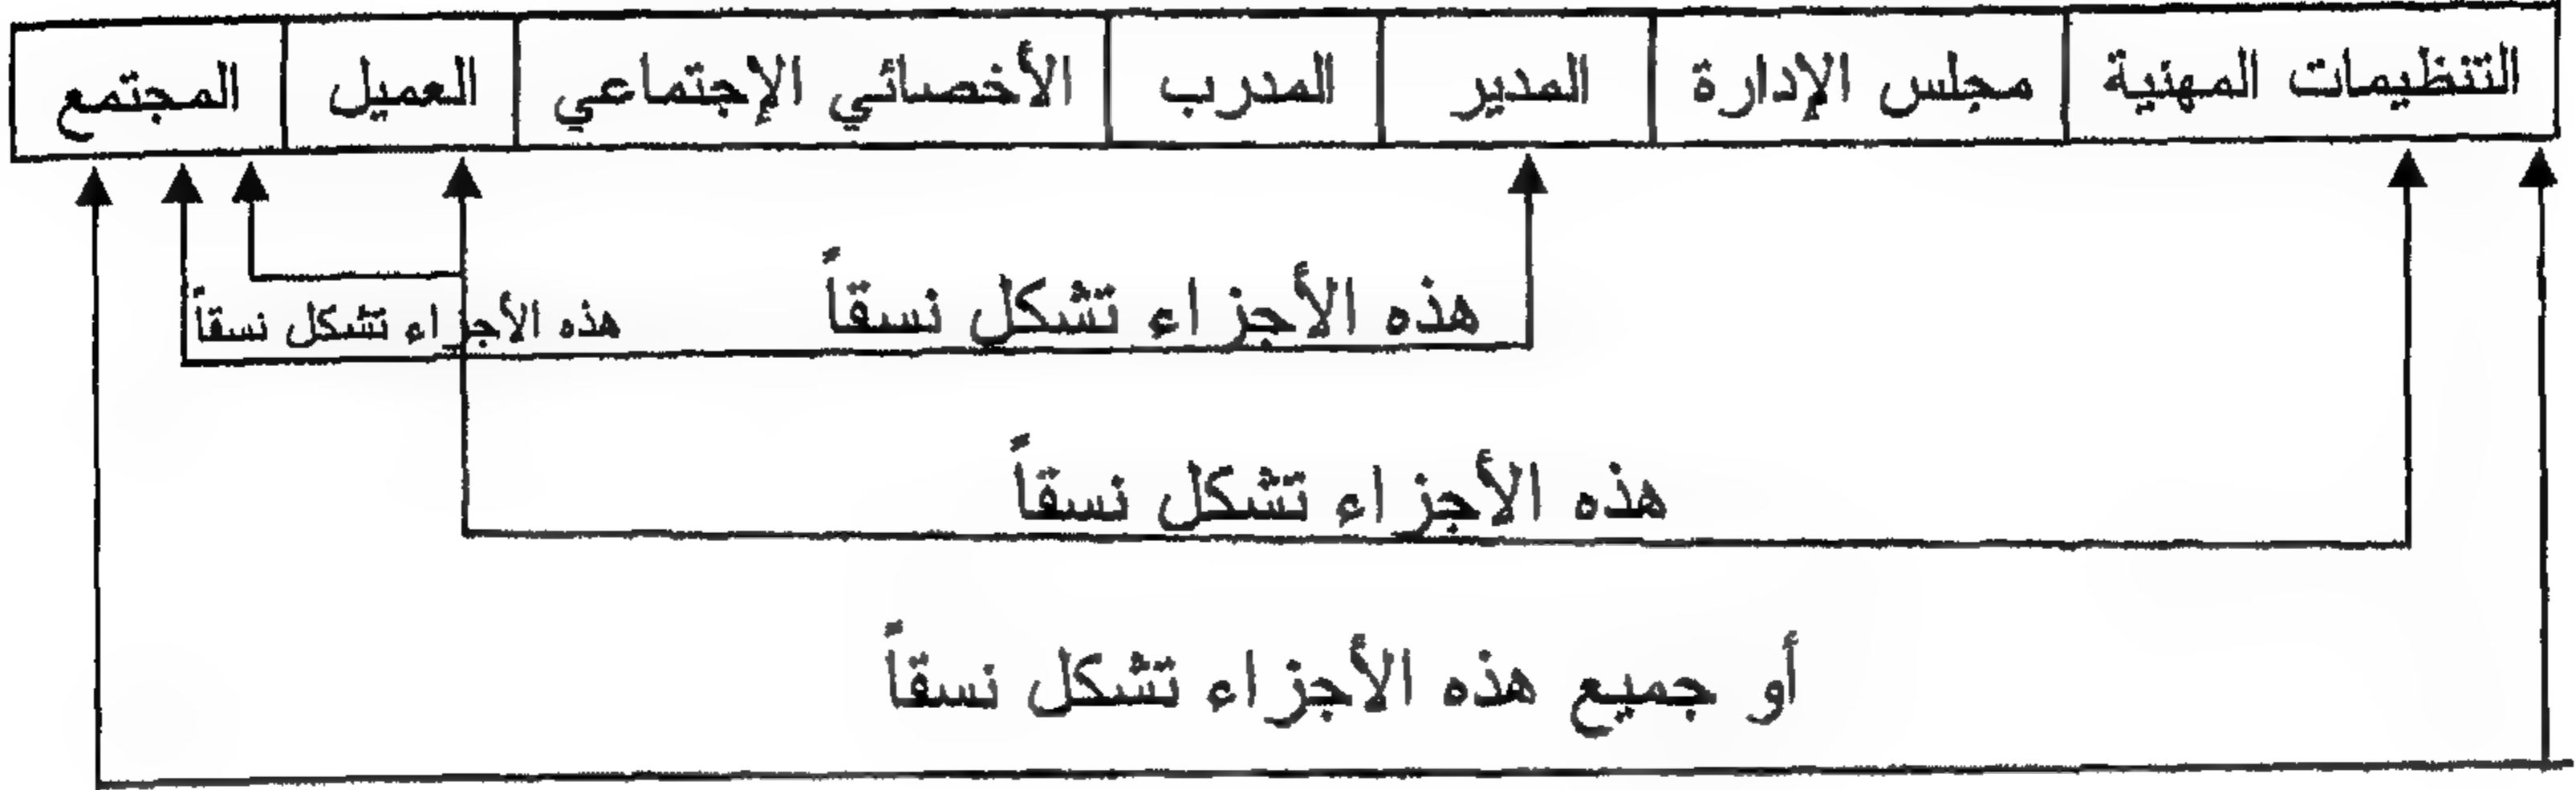 التنظيمات المهنية
مجلس الإدارة
المدير
المدرب
الأخصائي الإجتماعي
العميل
المجتمع
هذه الأجزاء تشكل نسقاً
هذه الأجزاء تشكل نسقاً
هذه الأجزاء تشكل نسقاً
أو جميع هذه الأجزاء تشكل نسقاً